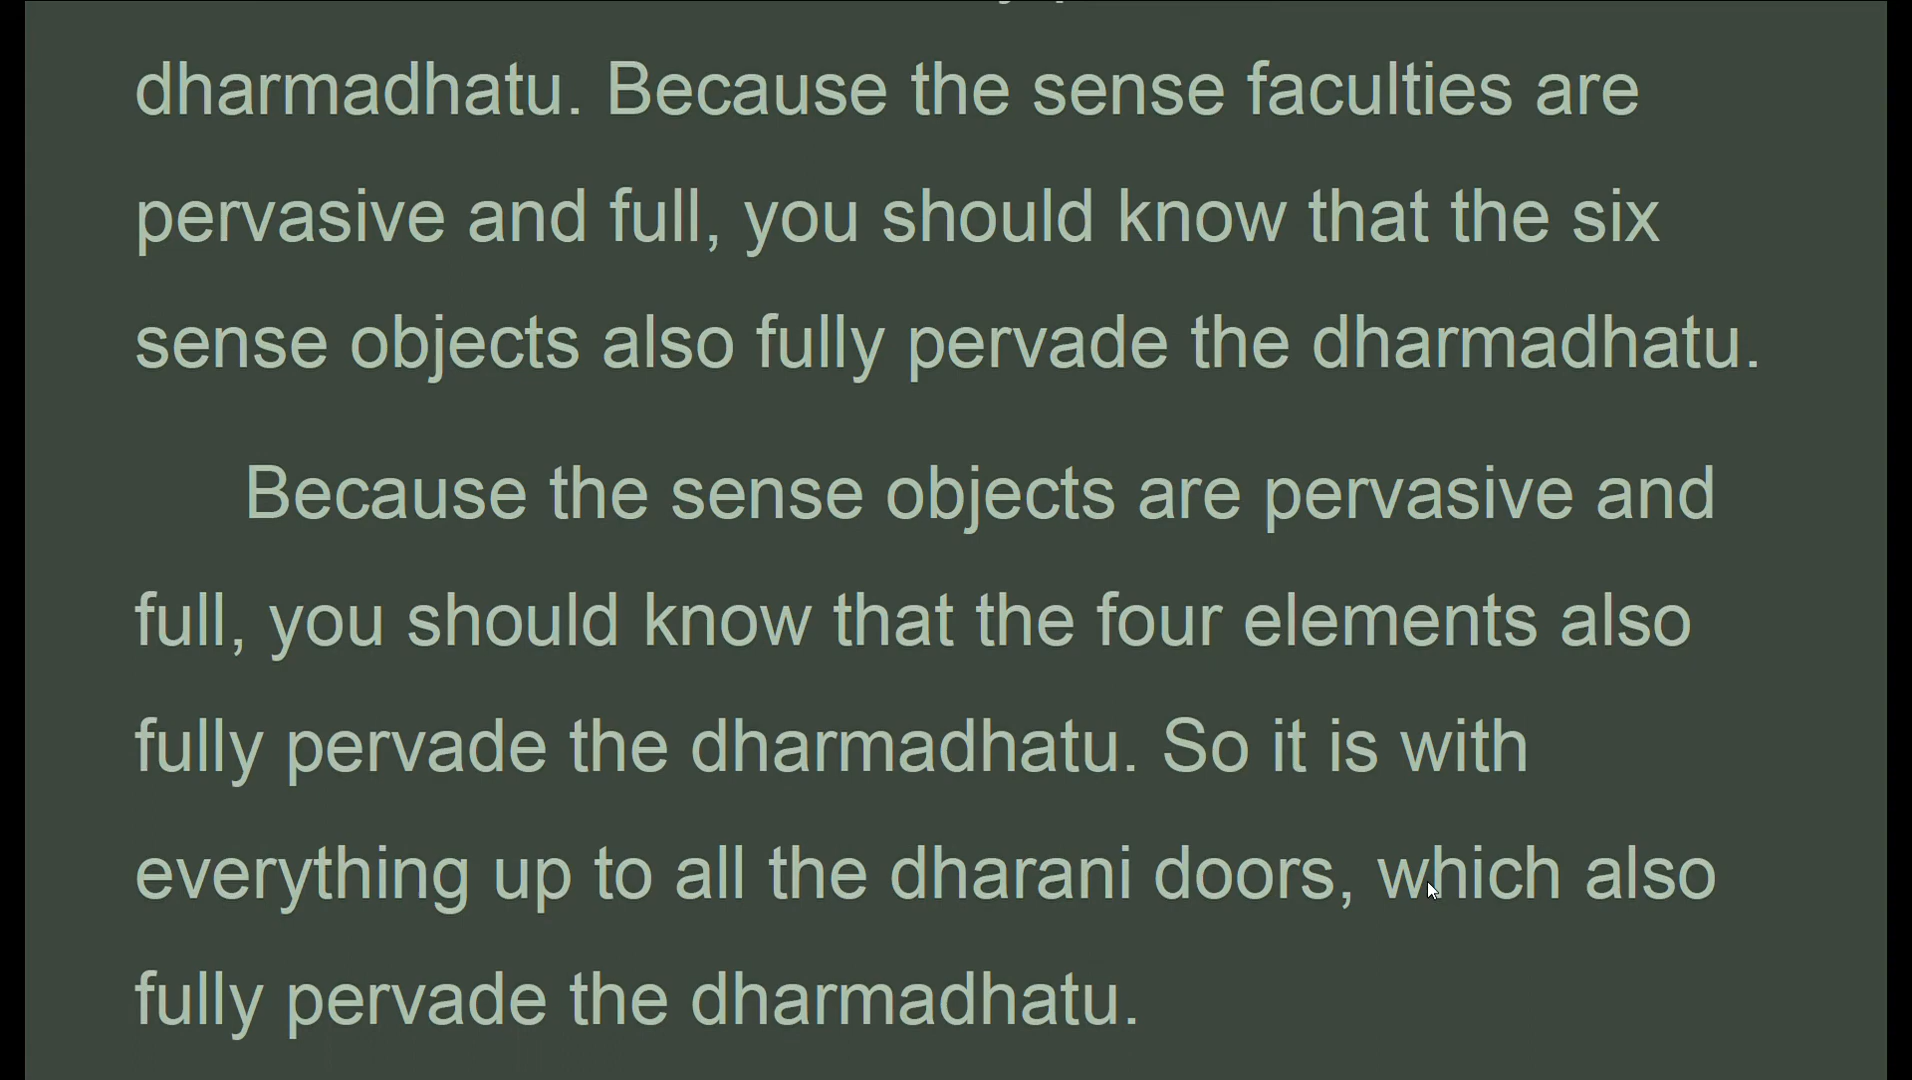 dharmadhatu. Because the sense faculties are
pervasive and full, you should know that the six
sense objects also fully pervade the dharmadhatu.
Because the sense objects are pervasive and
full, you should know that the four elements also
fully pervade the dharmadhatu. So it is with
everything up to all the dharani doors, which also
fully pervade the dharmadhatu.